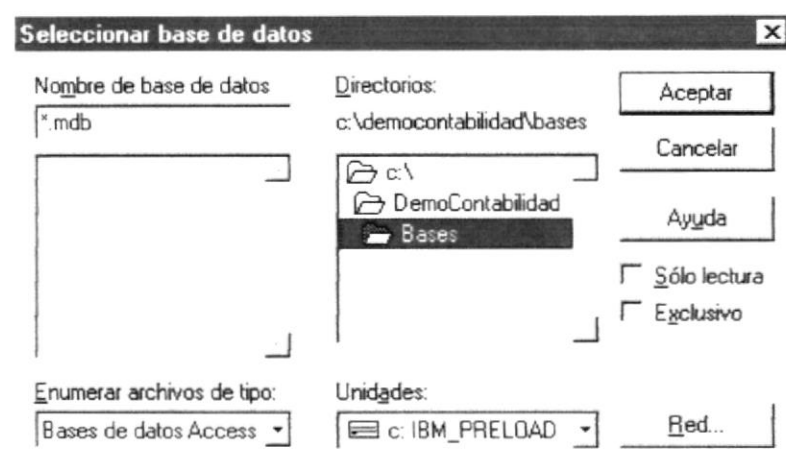 Seleccionar base de datos
Nombre de base de datos
*.mdb
Directorios:
c:\democontabilidad\bases
c:\
DemoContabilidad
Bases
Aceptar
Cancelar
Ayuda
Sólo lectura
Exclusivo
Enumerar archivos de tipo:
Bases de datos Access
Unidades:
c: IBM_PRELOAD
Red...